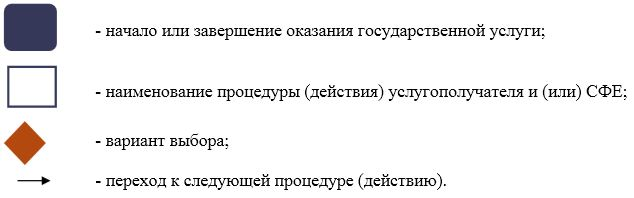 - начало или завершение оказания государственной услуги;
- наименование процедуры (действия) услугополучателя и (или) СФЕ;
- вариант выбора;
- переход к следующей процедуре (действию).